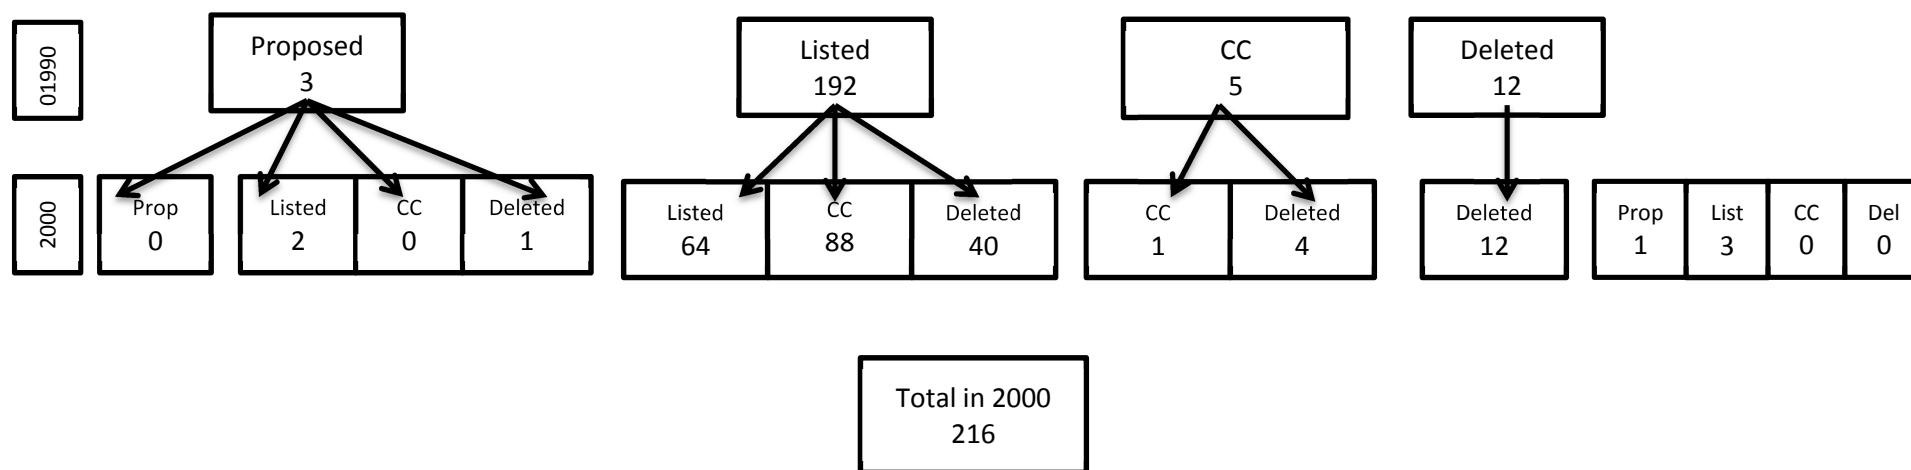 01990
Proposed
3
Listed
192
CC
5
Deleted
12
2000
Prop
0
Listed
2
CC
0
Deleted
1
Listed
64
CC
88
Deleted
40
CC
1
Deleted
4
Deleted
12
Prop
1
List
3
CC
0
Del
0
Total in 2000
216